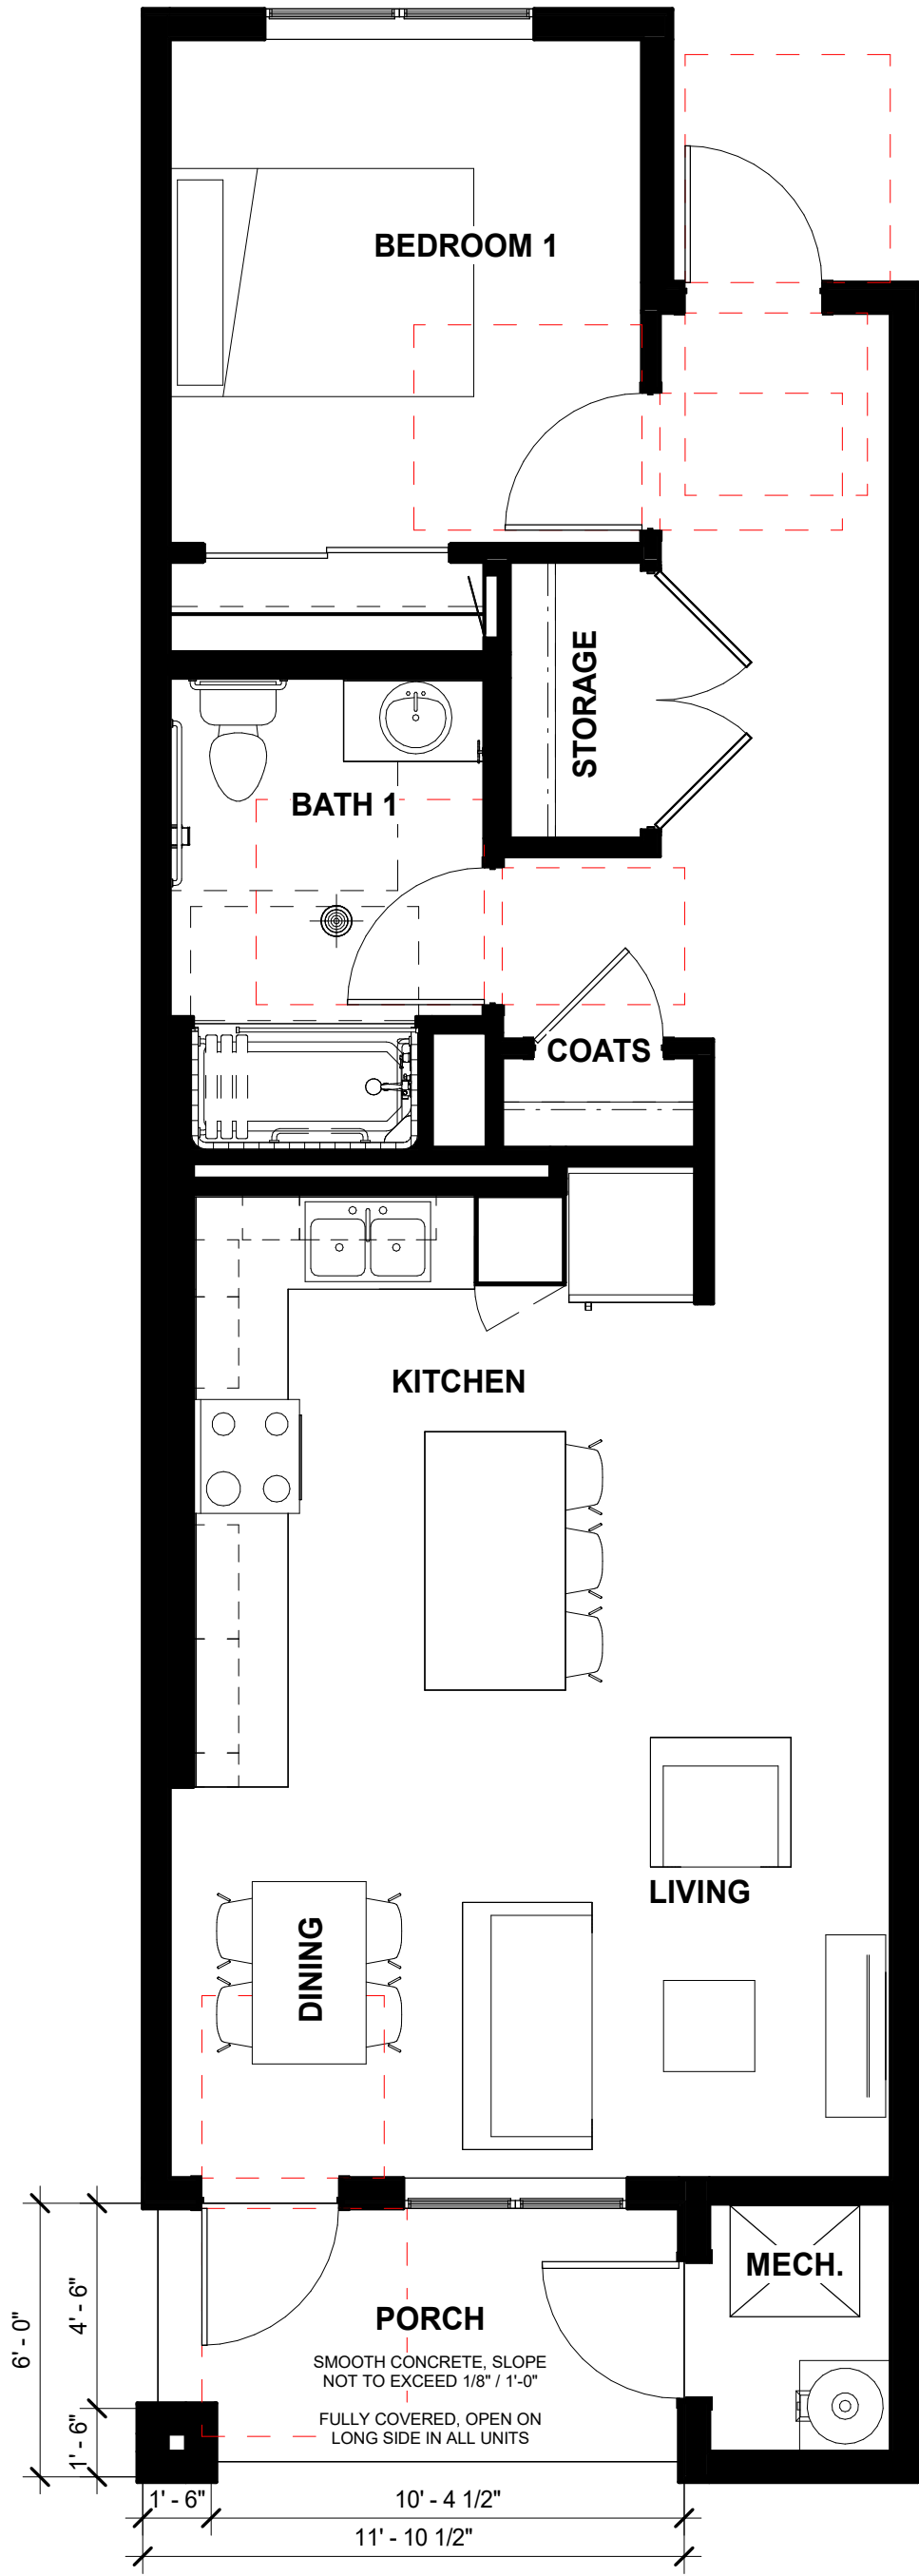 BEDROOM 1
STORAGE
BATH 1
COATS
KITCHEN
LIVING
DINING
MECH.
PORCH
SMOOTH CONCRETE, SLOPE
NOT TO EXCEED 1/8" / 1'-0"
FULLY COVERED, OPEN ON
LONG SIDE IN ALL UNITS
6' - 0"
4' - 6"
1' - 6"
1' - 6"
10' - 4 1/2"
11' - 10 1/2"